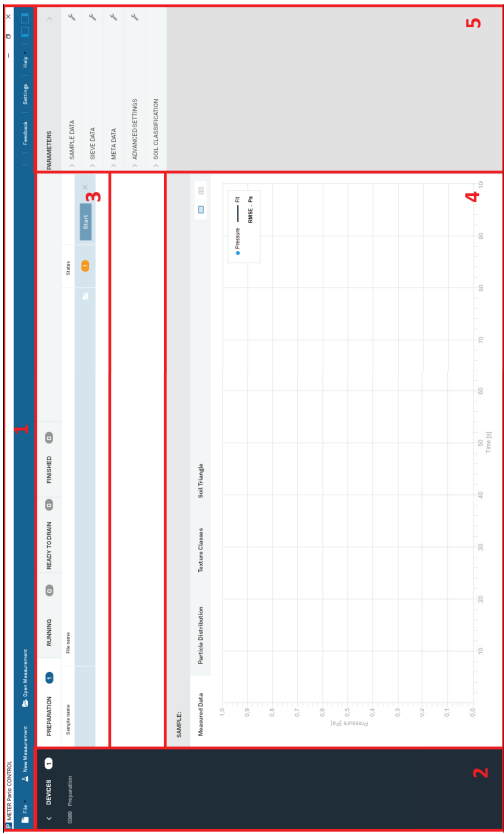 METER Pario CONTROL
File
New Measurement
Open Measurement
1
Feedback
Settings
Help
DEVICES 1
Preparation
2
PREPARATION 1
RUNNING 0
READY TO DRAIN 0
FINISHED 0
Sample name
File name
Status
!
Start
3
SAMPLE:
Measured Data
Particle Distribution
Texture Classes
Soil Triangle
Pressure
Fit
RMSE - Pa
1,0
0,9
0,8
0,7
0,6
0,5
0,4
0,3
0,2
0,1
0,0
Pressure [Pa]
10
20
30
40
50
60
70
80
90
10
Time [h]
4
PARAMETERS
SAMPLE DATA
SIEVE DATA
META DATA
ADVANCED SETTINGS
SOIL CLASSIFICATION
5